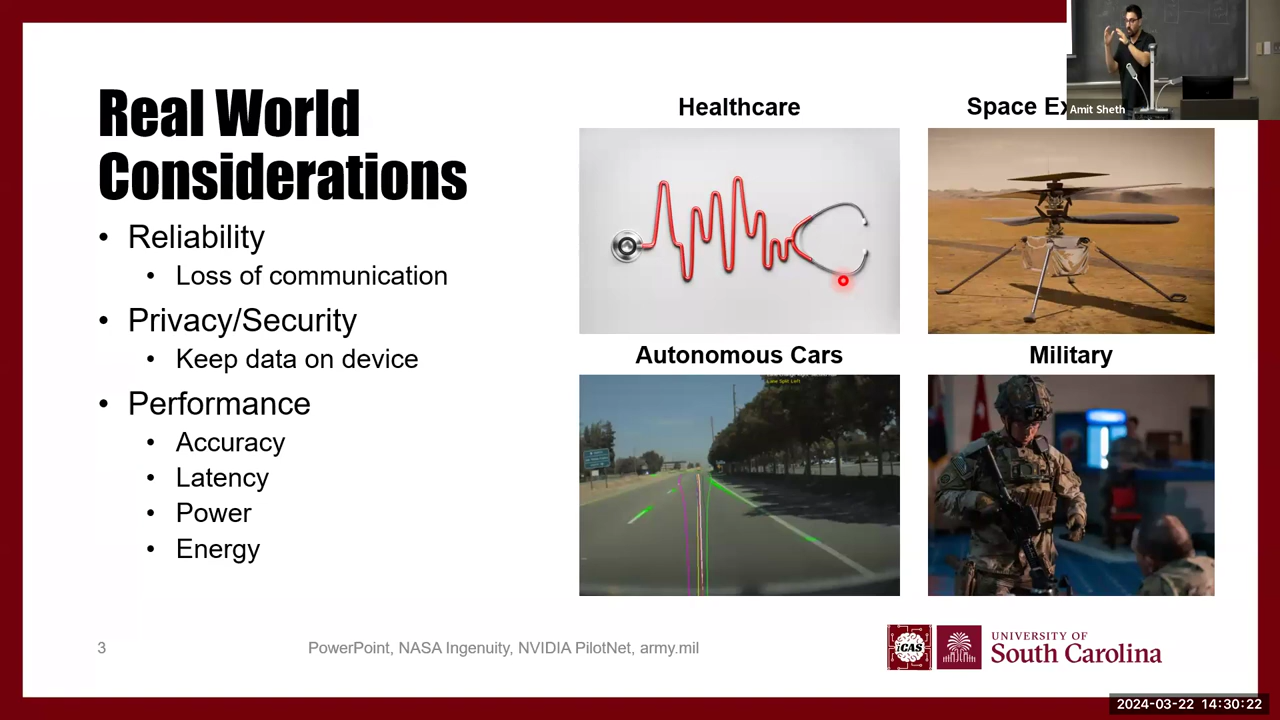 Real World
Considerations
• Reliability
• Loss of communication
• Privacy/Security
• Keep data on device
• Performance
• Accuracy
• Latency
• Power
• Energy
Healthcare
Space Ex
Amit Sheth
Autonomous Cars
Military
3
PowerPoint, NASA Ingenuity, NVIDIA PilotNet, army.mil
iCAS
UNIVERSITY OF
South Carolina
2024-03-22 14:30:22